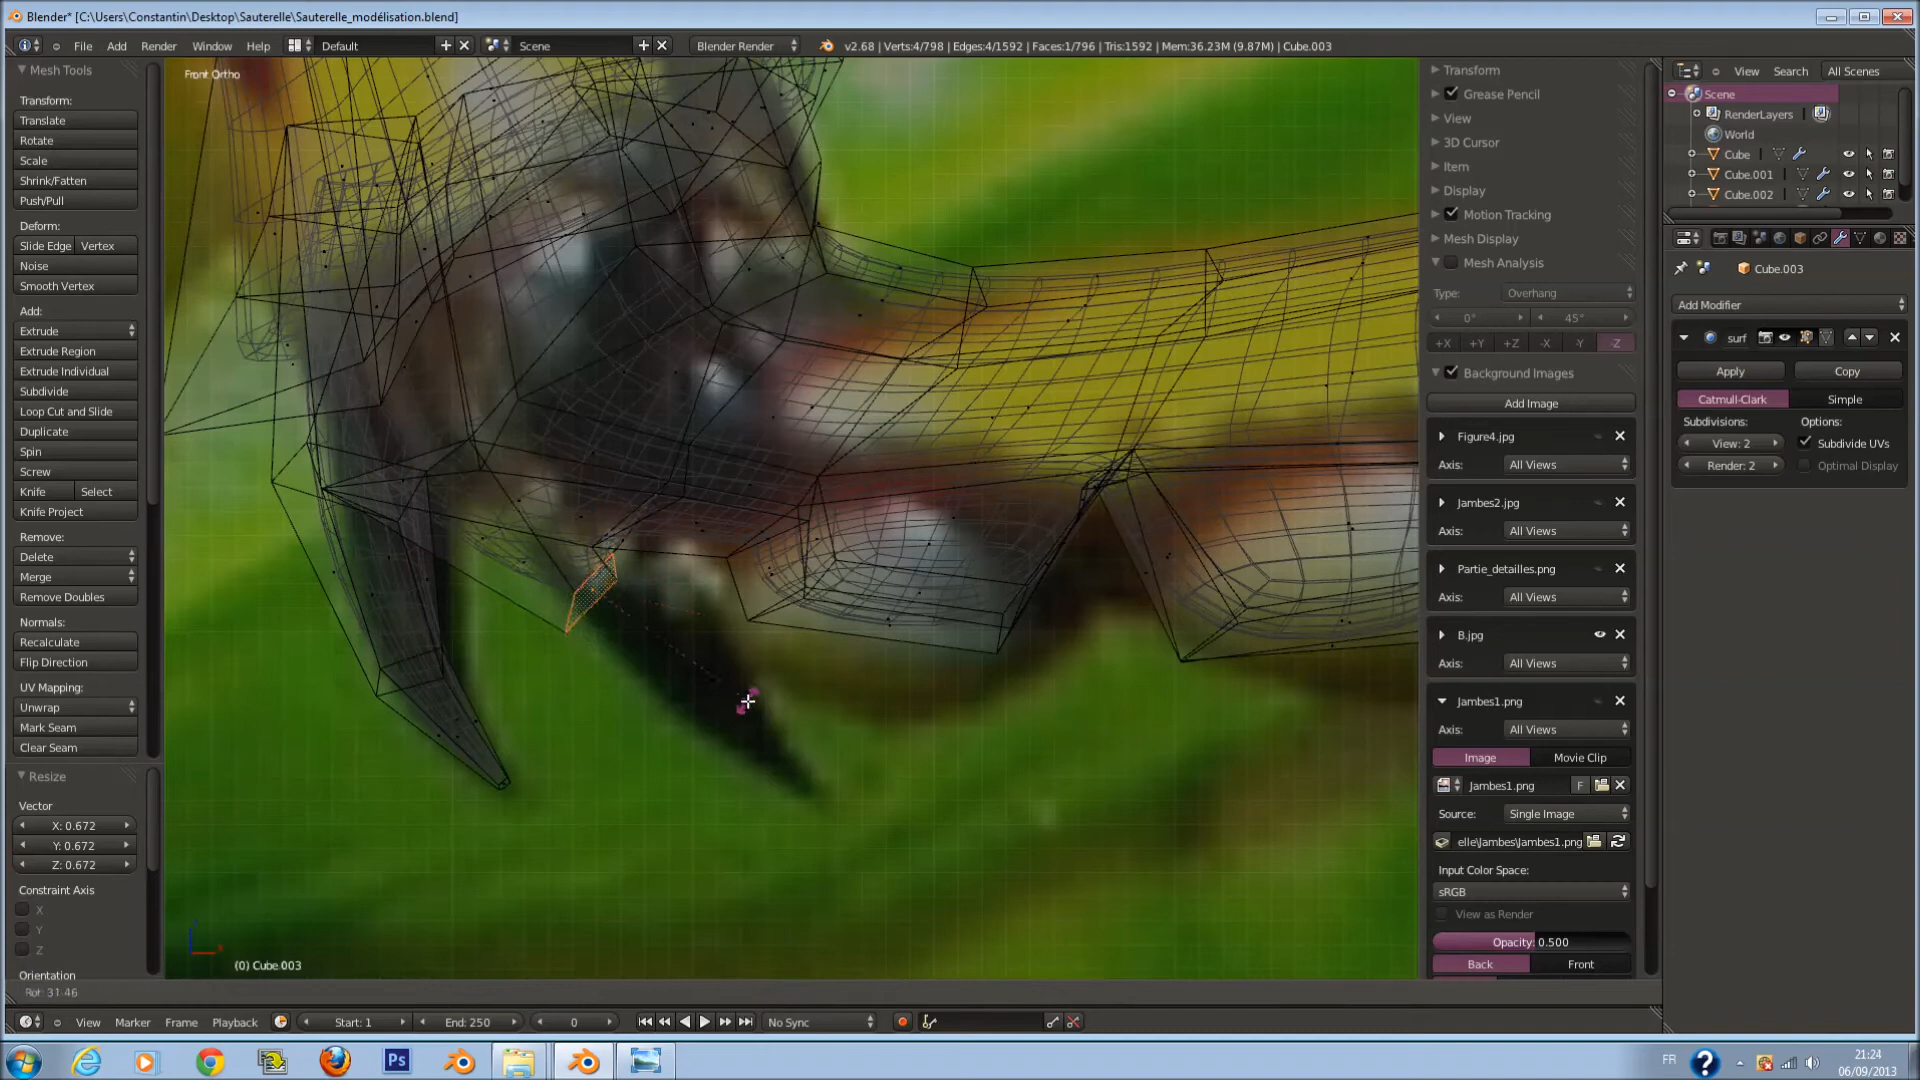 Blender* [C:\Users\Constantin\Desktop\Sauterelle\Sauterelle_modélisation.blend]
File Add Render Window Help Default Scene Blender Render v2.68 | Verts:4/798 | Edges:4/1592 | Faces:1/796 | Tris:1592 | Mem:36.23M (9.87M) | Cube.003
Mesh Tools
Transform:
Translate
Rotate
Scale
Shrink/Fatten
Push/Pull
Deform:
Slide Edge Vertex
Noise
Smooth Vertex
Add:
Extrude
Extrude Region
Extrude Individual
Subdivide
Loop Cut and Slide
Duplicate
Spin
Screw
Knife Select
Knife Project
Remove:
Delete
Merge
Remove Doubles
Normals:
Recalculate
Flip Direction
UV Mapping:
Unwrap
Mark Seam
Clear Seam
Resize
Vector
X: 0.672
Y: 0.672
Z: 0.672
Constraint Axis
X
Y
Z
Orientation
Rot: 31.46
Front Ortho
(0) Cube.003
Transform
Grease Pencil
View
3D Cursor
Item
Display
Motion Tracking
Mesh Display
Mesh Analysis
Type: Overhang
0° 45°
+X +Y +Z -X -Y -Z
Background Images
Add Image
Figure4.jpg
Axis: All Views
Jambes2.jpg
Axis: All Views
Partie_detailles.png
Axis: All Views
B.jpg
Axis: All Views
Jambes1.png
Axis: All Views
Image Movie Clip
Jambes1.png F
Source: Single Image
elle\Jambes\Jambes1.png
Input Color Space:
sRGB
View as Render
Opacity: 0.500
Back Front
View Search All Scenes
Scene
RenderLayers |
World
Cube |
Cube.001
Cube.002
Cube.003
Add Modifier
surf
Apply Copy
Catmull-Clark Simple
Subdivisions: Options:
View: 2 Subdivide UVs
Render: 2 Optimal Display
View Marker Frame Playback Start: 1 End: 250 0 No Sync
Ps
FR
21:24
06/09/2013